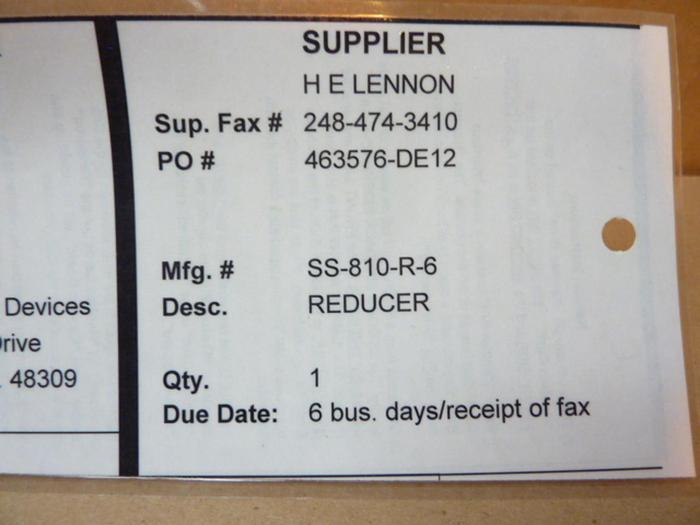 SUPPLIER
H E LENNON
Sup. Fax # 248-474-3410
PO # 463576-DE12
Mfg. # SS-810-R-6
Desc. REDUCER
Qty. 1
Due Date: 6 bus. days/receipt of fax
Devices
48309